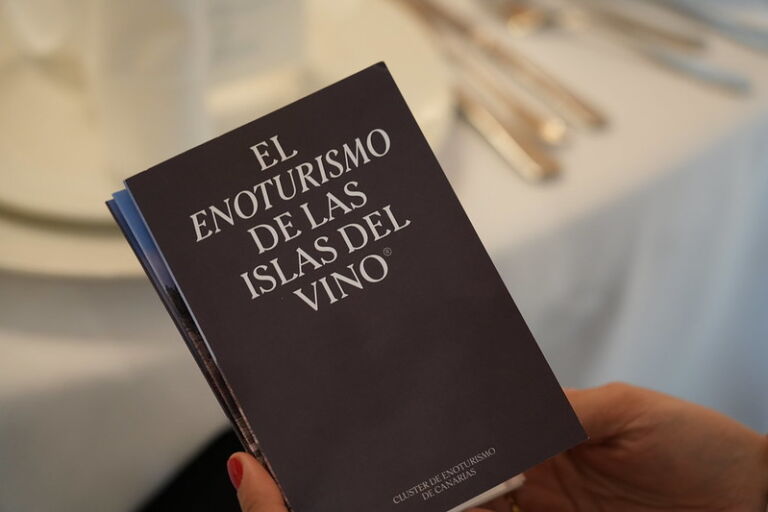 EL
ENOTURISMO
DE LAS
ISLAS DEL
VINO®
CLUSTER DE ENOTURISMO
DE CANARIAS